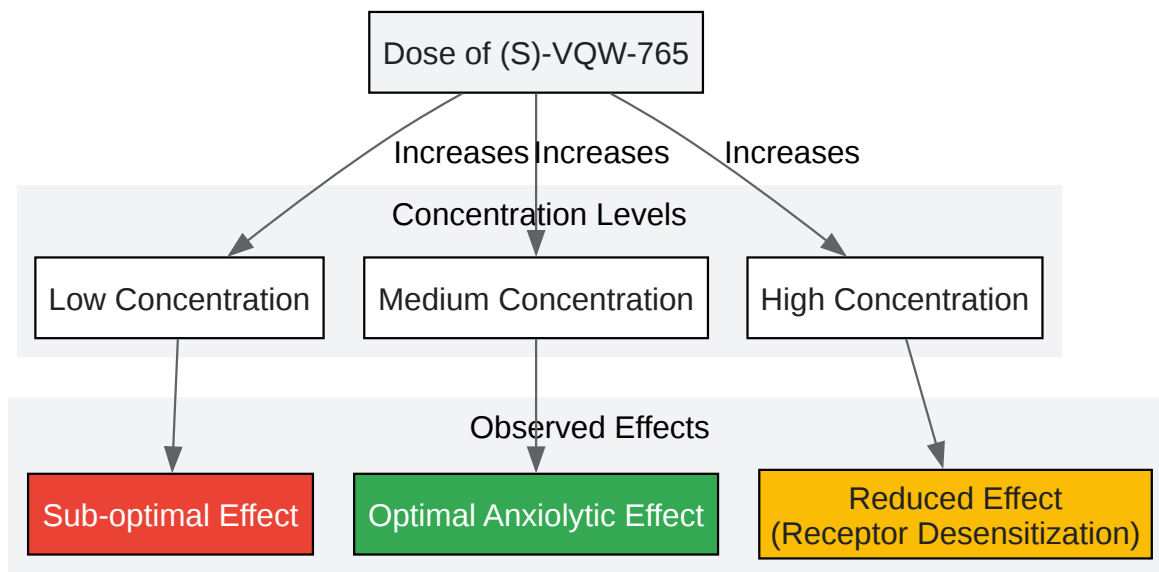 Dose of (S)-VQW-765
Increases
Increases
Increases
Concentration Levels
Low Concentration
Medium Concentration
High Concentration
Observed Effects
Sub-optimal Effect
Optimal Anxiolytic Effect
Reduced Effect
(Receptor Desensitization)